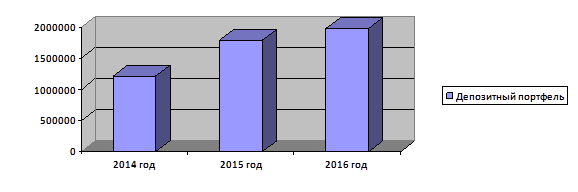 2000000
1500000
1000000
500000
0
2014 год
2015 год
2016 год
Депозитный портфель